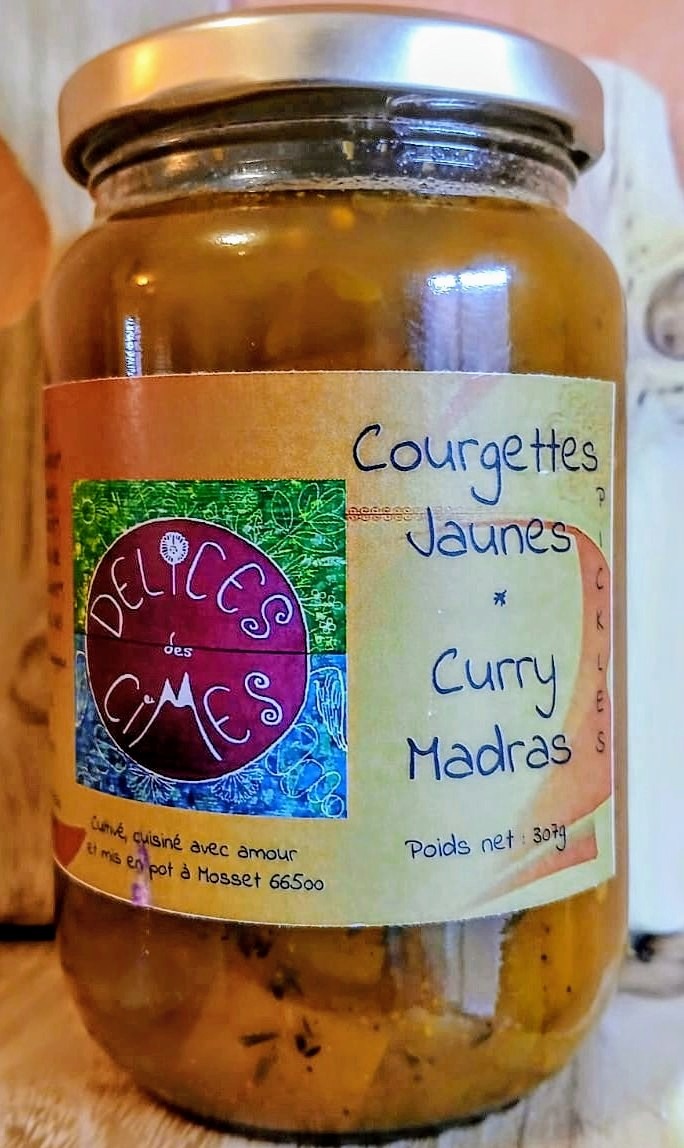 Courgettes
Jaunes
*
Curry
Madras
PICKLES
DELICES
des
CiMES
Cultivé, cuisiné avec amour
et mis en pot à Mosset 66500
Poids net : 307g